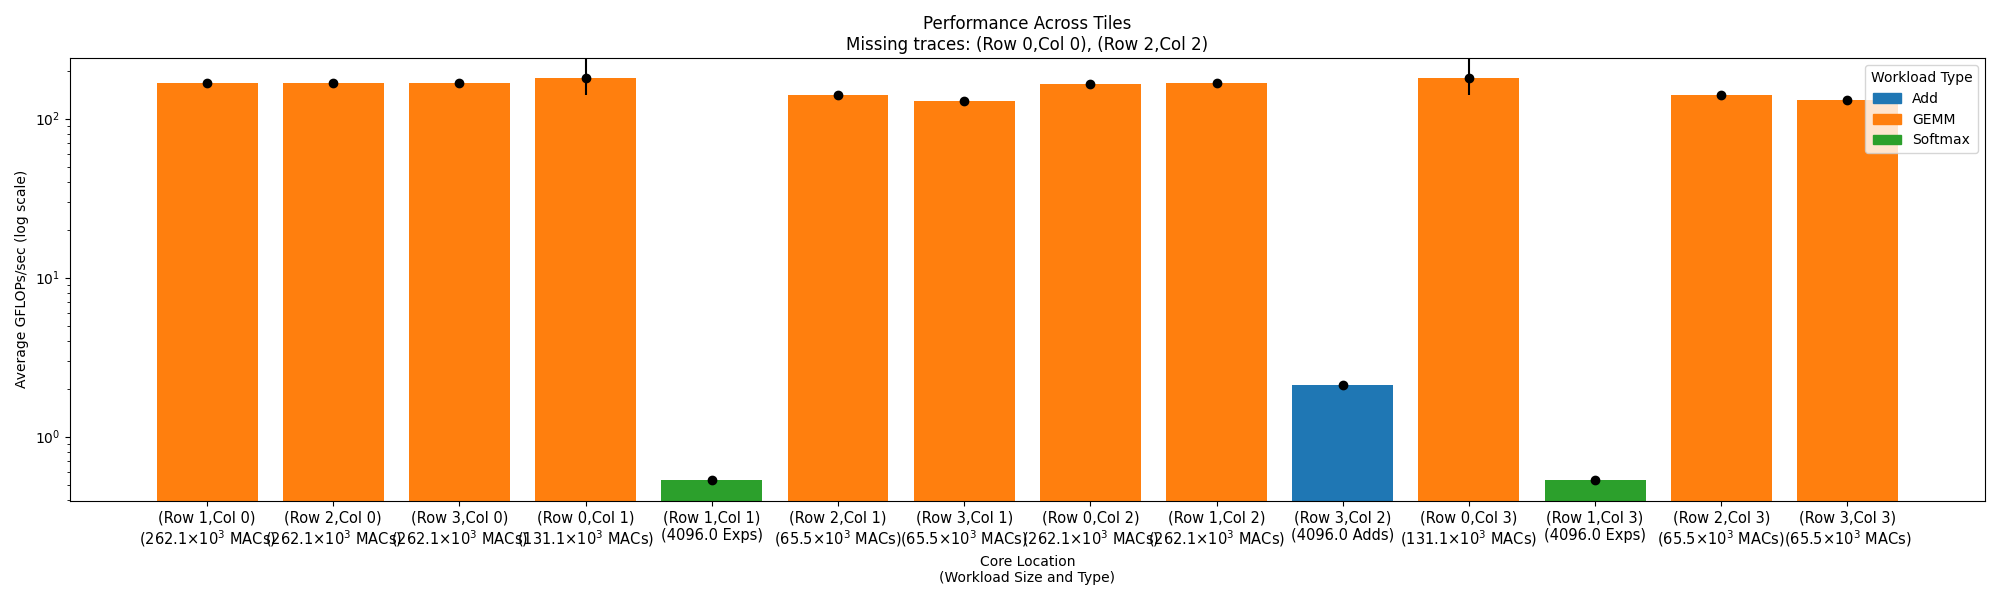 Performance Across Tiles
Missing traces: (Row 0,Col 0), (Row 2,Col 2)
Average GFLOPs/sec (log scale)
10²
10¹
10⁰
Workload Type
Add
GEMM
Softmax
(Row 1,Col 0)
(262.1×10³ MACs)
(Row 2,Col 0)
(262.1×10³ MACs)
(Row 3,Col 0)
(262.1×10³ MACs)
(Row 0,Col 1)
(131.1×10³ MACs)
(Row 1,Col 1)
(4096.0 Exps)
(Row 2,Col 1)
(65.5×10³ MACs)
(Row 3,Col 1)
(65.5×10³ MACs)
(Row 0,Col 2)
(262.1×10³ MACs)
(Row 1,Col 2)
(262.1×10³ MACs)
(Row 3,Col 2)
(4096.0 Adds)
(Row 0,Col 3)
(131.1×10³ MACs)
(Row 1,Col 3)
(4096.0 Exps)
(Row 2,Col 3)
(65.5×10³ MACs)
(Row 3,Col 3)
(65.5×10³ MACs)
Core Location
(Workload Size and Type)